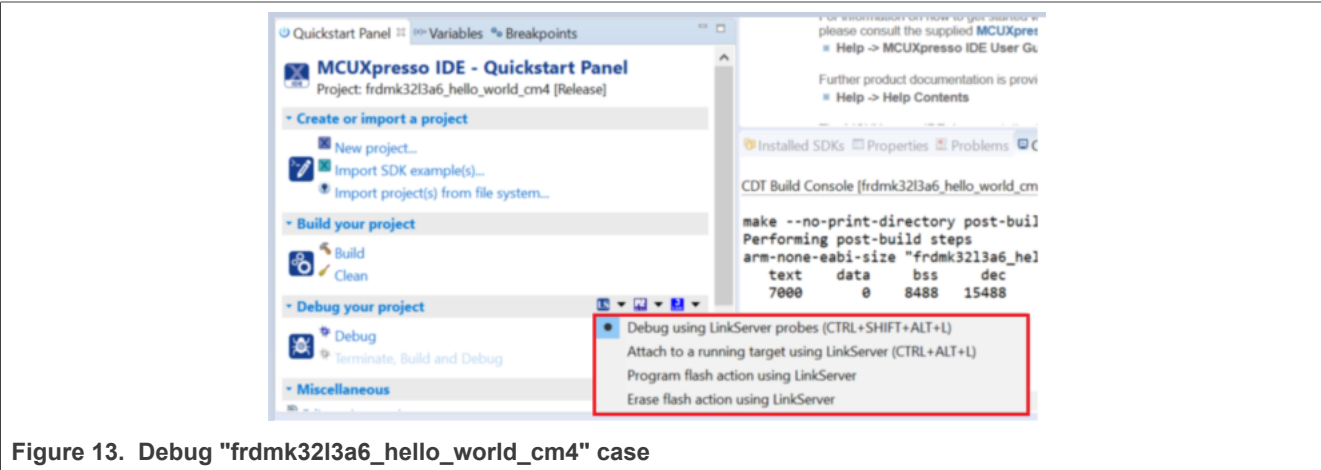 Quickstart Panel Variables Breakpoints
MCUXpresso IDE - Quickstart Panel
Project: frdmk32l3a6_hello_world_cm4 [Release]
Create or import a project
New project...
Import SDK example(s)...
Import project(s) from file system...
Build your project
Build
Clean
Debug your project
Debug
Terminate, Build and Debug
Miscellaneous
please consult the supplied MCUXpres
Help -> MCUXpresso IDE User Gu
Further product documentation is provi
Help -> Help Contents
Installed SDKs Properties Problems C
CDT Build Console [frdmk32l3a6_hello_world_cm
make --no-print-directory post-buil
Performing post-build steps
arm-none-eabi-size "frdmk32l3a6_hel
text data bss dec
7000 0 8488 15488
Debug using LinkServer probes (CTRL+SHIFT+ALT+L)
Attach to a running target using LinkServer (CTRL+ALT+L)
Program flash action using LinkServer
Erase flash action using LinkServer
Figure 13. Debug "frdmk32l3a6_hello_world_cm4" case